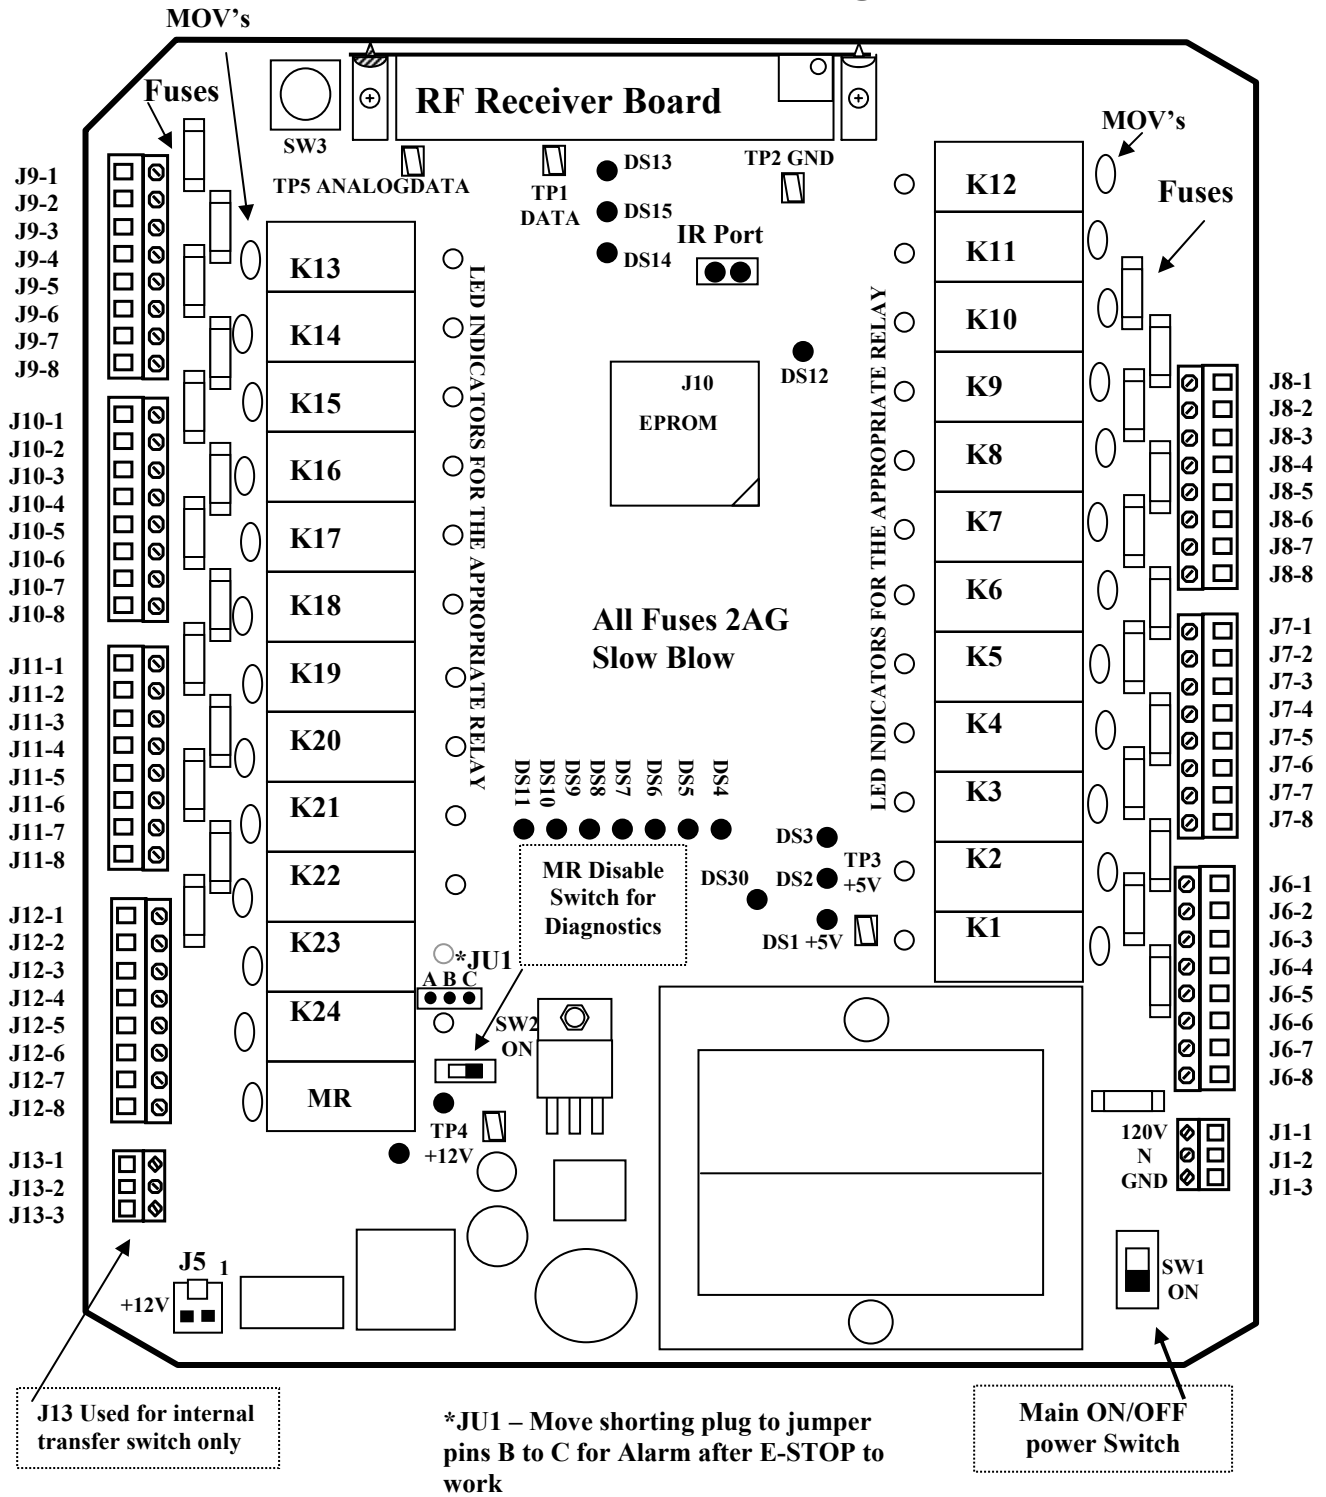 MOV's
Fuses
RF Receiver Board
SW3
TP5 ANALOGDATA
TP1
DATA
DS13
DS15
DS14
TP2 GND
IR Port
MOV's
Fuses
J9-1
J9-2
J9-3
J9-4
J9-5
J9-6
J9-7
J9-8
J10-1
J10-2
J10-3
J10-4
J10-5
J10-6
J10-7
J10-8
J11-1
J11-2
J11-3
J11-4
J11-5
J11-6
J11-7
J11-8
J12-1
J12-2
J12-3
J12-4
J12-5
J12-6
J12-7
J12-8
J13-1
J13-2
J13-3
K13
K14
K15
K16
K17
K18
K19
K20
K21
K22
K23
K24
MR
LED INDICATORS FOR THE APPROPRIATE RELAY
DS12
J10
EPROM
All Fuses 2AG
Slow Blow
DS11
DS10
DS9
DS8
DS7
DS6
DS5
DS4
MR Disable
Switch for
Diagnostics
DS3
DS2
DS30
TP3
+5V
DS1 +5V
*JU1
A B C
SW2
ON
TP4
+12V
LED INDICATORS FOR THE APPROPRIATE RELAY
K12
K11
K10
K9
K8
K7
K6
K5
K4
K3
K2
K1
J8-1
J8-2
J8-3
J8-4
J8-5
J8-6
J8-7
J8-8
J7-1
J7-2
J7-3
J7-4
J7-5
J7-6
J7-7
J7-8
J6-1
J6-2
J6-3
J6-4
J6-5
J6-6
J6-7
J6-8
120V
N
GND
J1-1
J1-2
J1-3
SW1
ON
J5
1
+12V
J13 Used for internal
transfer switch only
*JU1 – Move shorting plug to jumper
pins B to C for Alarm after E-STOP to
work
Main ON/OFF
power Switch